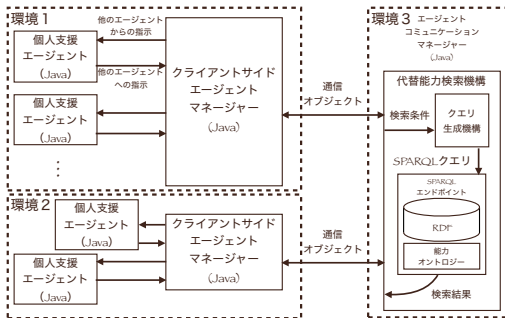 環境1
個人支援
エージェント
(Java)
他のエージェント
からの指示
他のエージェント
への指示
個人支援
エージェント
(Java)
⋮
クライアントサイド
エージェント
マネージャー
(Java)
環境2
個人支援
エージェント
(Java)
個人支援
エージェント
(Java)
クライアントサイド
エージェント
マネージャー
(Java)
通信
オブジェクト
通信
オブジェクト
環境3
エージェント
コミュニケーション
マネージャー
(Java)
代替能力検索機構
検索条件
クエリ
生成機構
SPARQLクエリ
SPARQL
エンドポイント
RDF
能力
オントロジー
検索結果